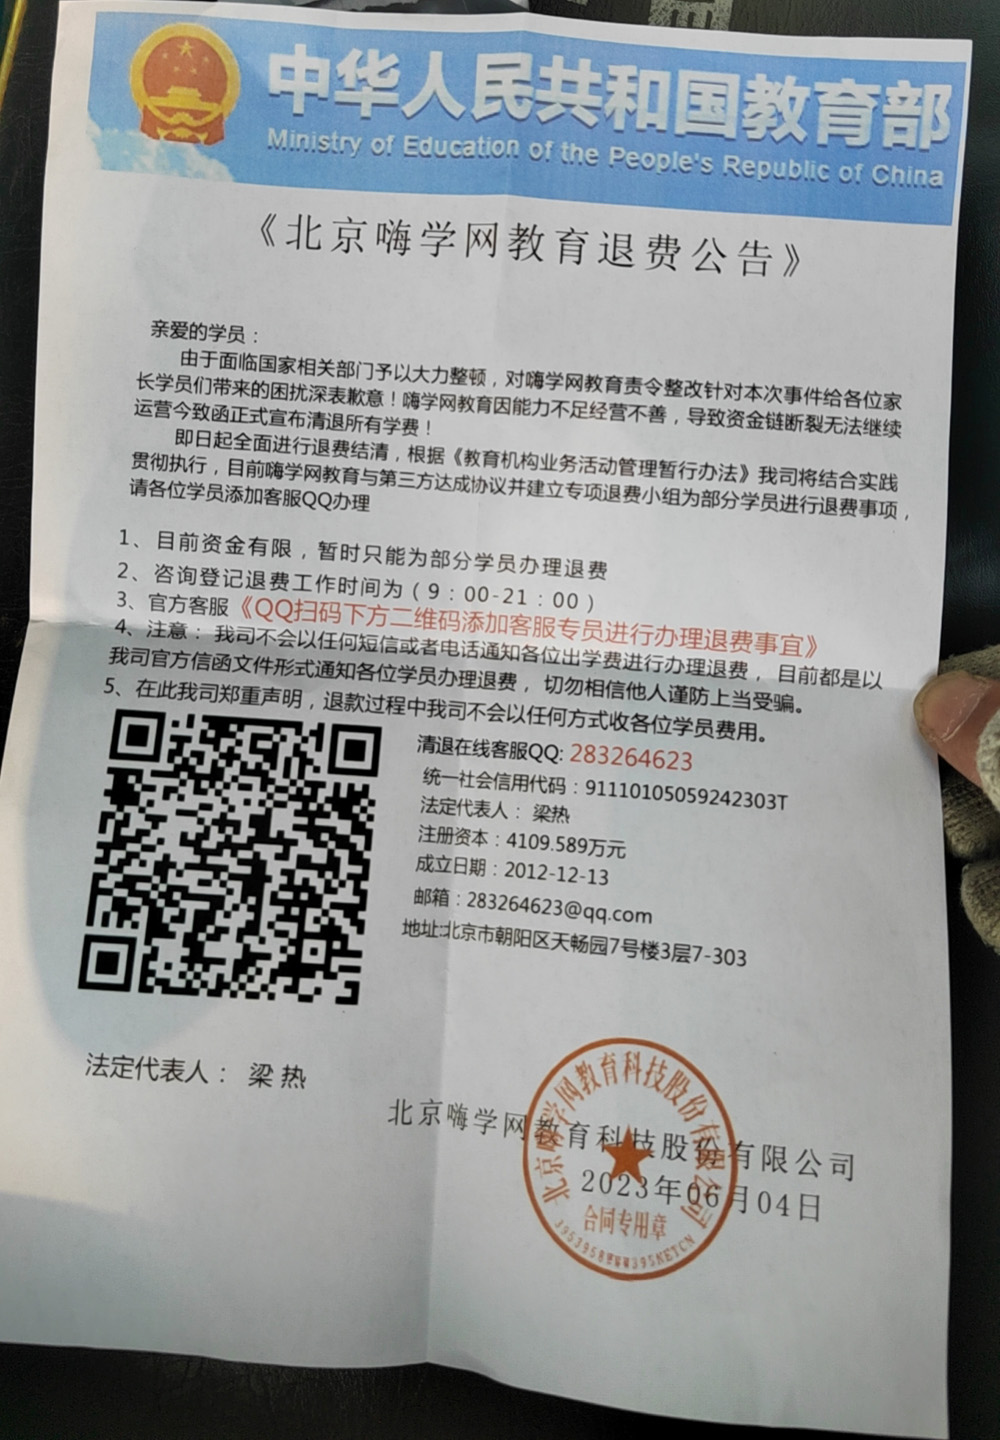 中华人民共和国教育部
Ministry of Education of the People's Republic of China
《北京嗨学网教育退费公告》
亲爱的学员：
由于面临国家相关部门予以大力整顿，对嗨学网教育责令整改针对本次事件给各位家
长学员们带来的困扰深表歉意！嗨学网教育因能力不足经营不善，导致资金链断裂无法继续
运营今致函正式宣布清退所有学费！
即日起全面进行退费结清，根据《教育机构业务活动管理暂行办法》我司将结合实践
贯彻执行，目前嗨学网教育与第三方达成协议并建立专项退费小组为部分学员进行退费事项，
请各位学员添加客服QQ办理
1、目前资金有限，暂时只能为部分学员办理退费
2、咨询登记退费工作时间为（9：00-21：00）
3、官方客服《QQ扫码下方二维码添加客服专员进行办理退费事宜》
4、注意：我司不会以任何短信或者电话通知各位出学费进行办理退费，目前都是以
我司官方信函文件形式通知各位学员办理退费，切勿相信他人谨防上当受骗。
5、在此我司郑重声明，退款过程中我司不会以任何方式收各位学员费用。
清退在线客服QQ: 283264623
统一社会信用代码：91110105059242303T
法定代表人：梁热
注册资本：4109.589万元
成立日期：2012-12-13
邮箱：283264623@qq.com
地址:北京市朝阳区天畅园7号楼3层7-303
法定代表人： 梁热
北京嗨学网教育科技股份有限公司
2023年06月04日
北京嗨学网教育科技股份有限公司
合同专用章